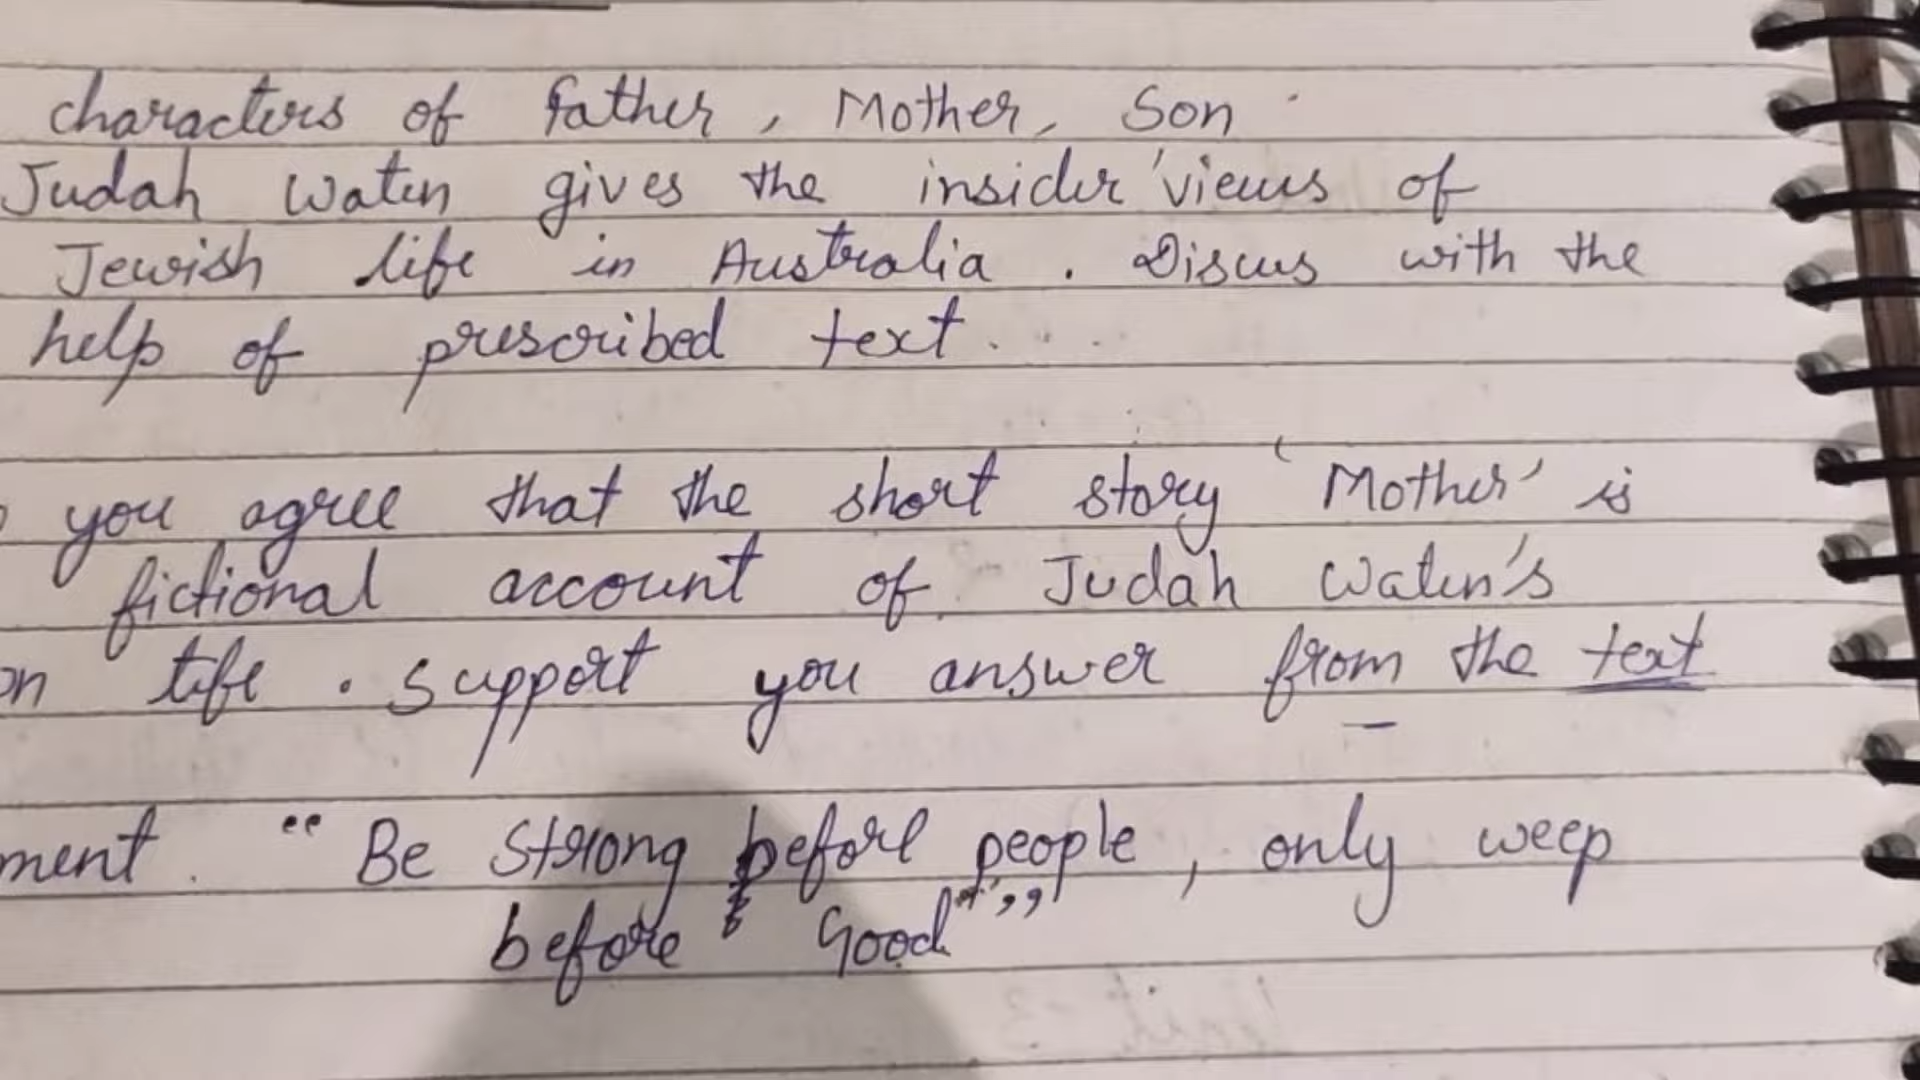 characters of Father, Mother, Son
Judah Waten gives the insider 'views of
Jewish life in Australia. Discus with the
help of prescribed text.
you agree that the short story 'Mother' is
fictional account of Judah Waten's
life. Support you answer from the text
ment. "Be Strong before people, only weep
before Good"